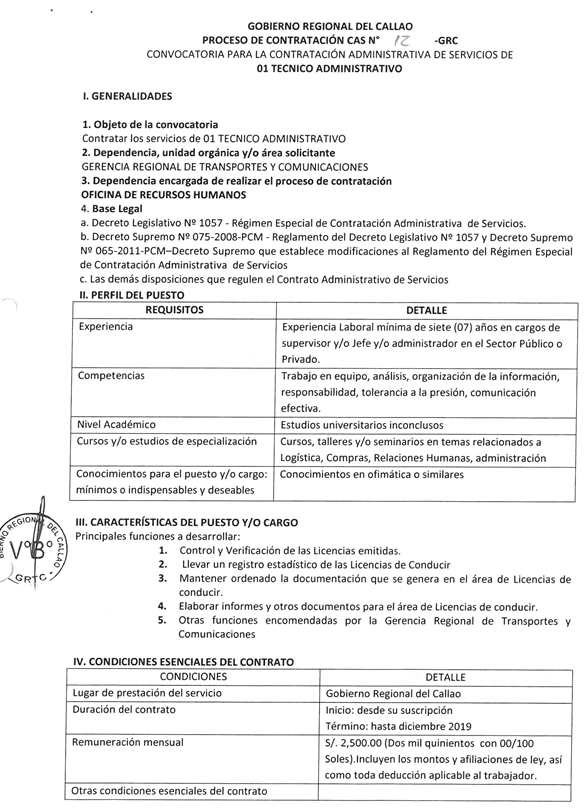 GOBIERNO REGIONAL DEL CALLAO
PROCESO DE CONTRATACIÓN CAS N° 12 -GRC
CONVOCATORIA PARA LA CONTRATACIÓN ADMINISTRATIVA DE SERVICIOS DE
01 TECNICO ADMINISTRATIVO
I. GENERALIDADES
1. Objeto de la convocatoria
Contratar los servicios de 01 TECNICO ADMINISTRATIVO
2. Dependencia, unidad orgánica y/o área solicitante
GERENCIA REGIONAL DE TRANSPORTES Y COMUNICACIONES
3. Dependencia encargada de realizar el proceso de contratación
OFICINA DE RECURSOS HUMANOS
4. Base Legal
a. Decreto Legislativo Nº 1057 - Régimen Especial de Contratación Administrativa de Servicios.
b. Decreto Supremo Nº 075-2008-PCM - Reglamento del Decreto Legislativo Nº 1057 y Decreto Supremo
Nº 065-2011-PCM–Decreto Supremo que establece modificaciones al Reglamento del Régimen Especial
de Contratación Administrativa de Servicios
c. Las demás disposiciones que regulen el Contrato Administrativo de Servicios
II. PERFIL DEL PUESTO
REQUISITOS DETALLE
Experiencia Experiencia Laboral mínima de siete (07) años en cargos de
supervisor y/o Jefe y/o administrador en el Sector Público o
Privado.
Competencias Trabajo en equipo, análisis, organización de la información,
responsabilidad, tolerancia a la presión, comunicación
efectiva.
Nivel Académico Estudios universitarios inconclusos
Cursos y/o estudios de especialización Cursos, talleres y/o seminarios en temas relacionados a
Logística, Compras, Relaciones Humanas, administración
Conocimientos para el puesto y/o cargo: Conocimientos en ofimática o similares
mínimos o indispensables y deseables
III. CARACTERÍSTICAS DEL PUESTO Y/O CARGO
Principales funciones a desarrollar:
1. Control y Verificación de las Licencias emitidas.
2. Llevar un registro estadístico de las Licencias de Conducir
3. Mantener ordenado la documentación que se genera en el área de Licencias de
conducir.
4. Elaborar informes y otros documentos para el área de Licencias de conducir.
5. Otras funciones encomendadas por la Gerencia Regional de Transportes y
Comunicaciones
REGIONAL DEL CALLAO
V°B°
GRTC
IV. CONDICIONES ESENCIALES DEL CONTRATO
CONDICIONES DETALLE
Lugar de prestación del servicio Gobierno Regional del Callao
Duración del contrato Inicio: desde su suscripción
Término: hasta diciembre 2019
Remuneración mensual S/. 2,500.00 (Dos mil quinientos con 00/100
Soles).Incluyen los montos y afiliaciones de ley, así
como toda deducción aplicable al trabajador.
Otras condiciones esenciales del contrato